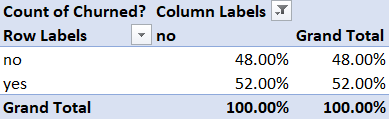 Count of Churned? Column Labels
Row Labels no Grand Total
no 48.00% 48.00%
yes 52.00% 52.00%
Grand Total 100.00% 100.00%